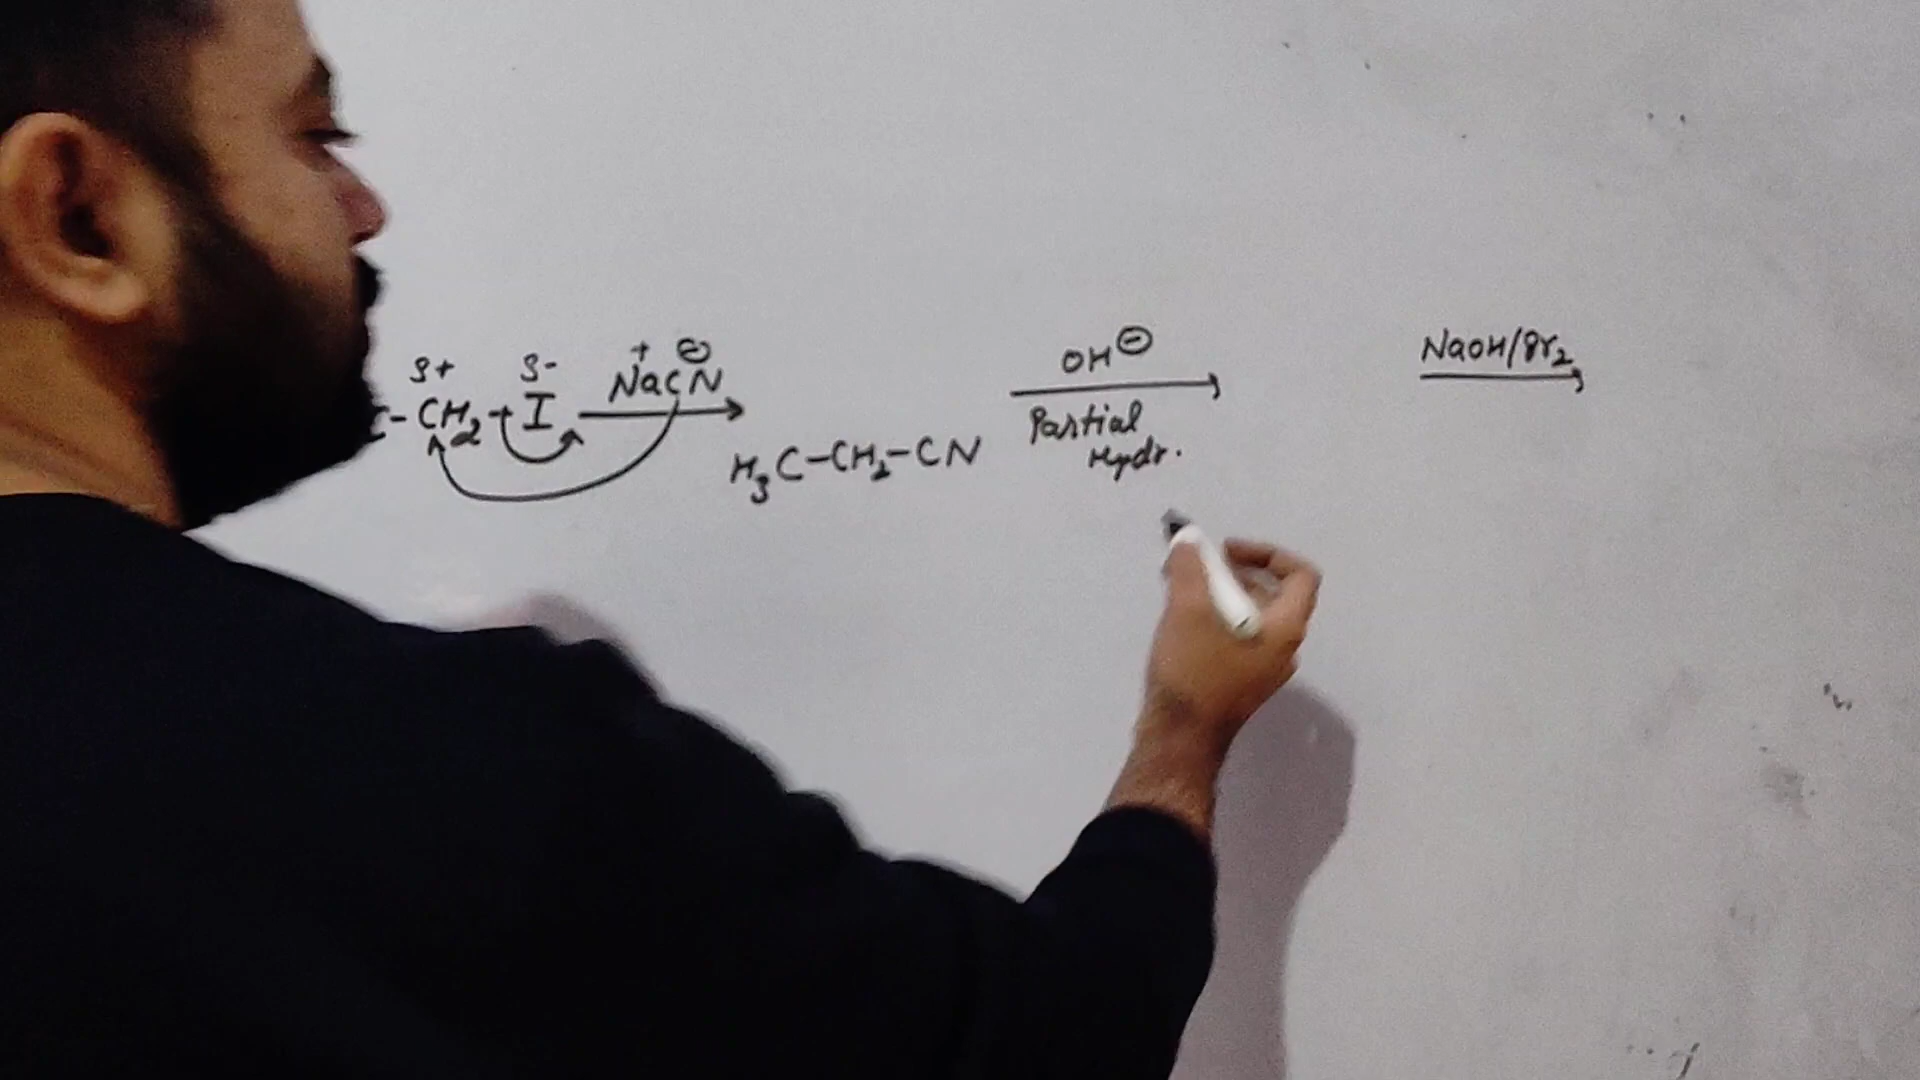 δ+ δ- + ⊖
C-CH₂-I NaCN →
H₃C-CH₂-CN
OH⊖ →
Partial
Hydr.
NaOH/Br₂ →